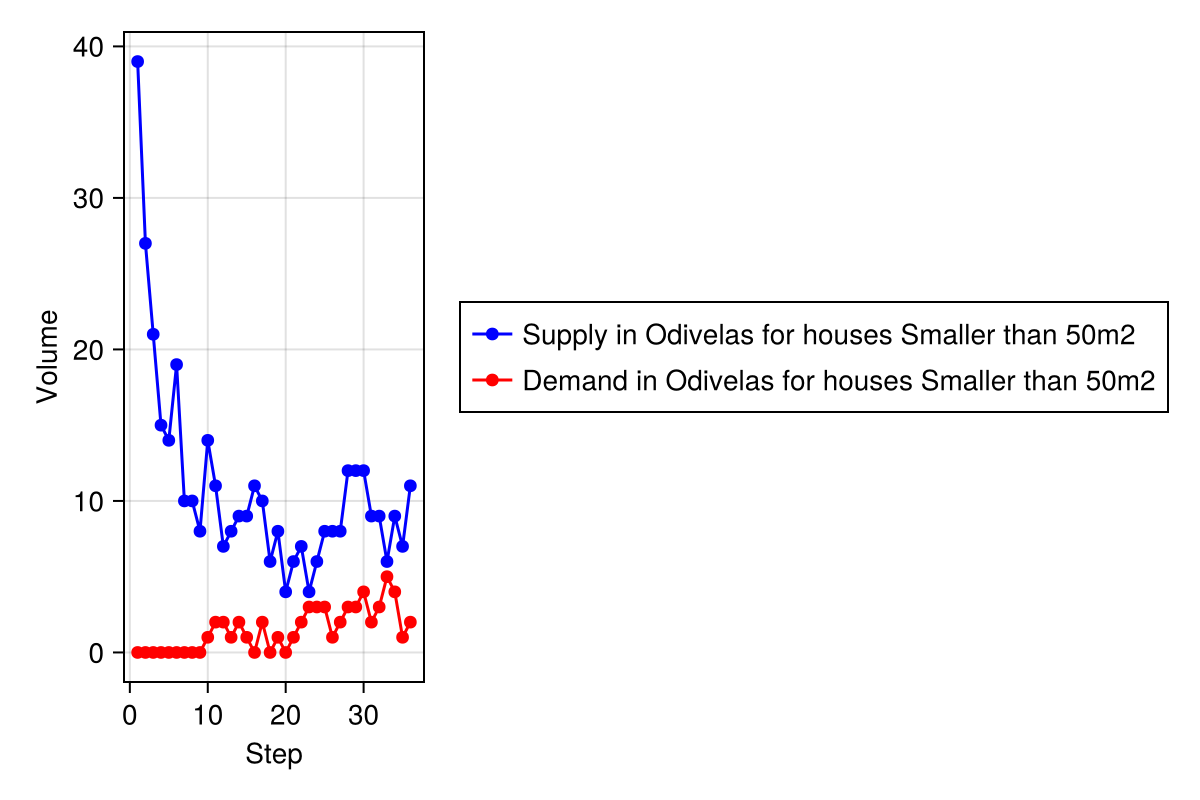 40
30
20
10
0
Volume
0 10 20 30
Step
Supply in Odivelas for houses Smaller than 50m2
Demand in Odivelas for houses Smaller than 50m2